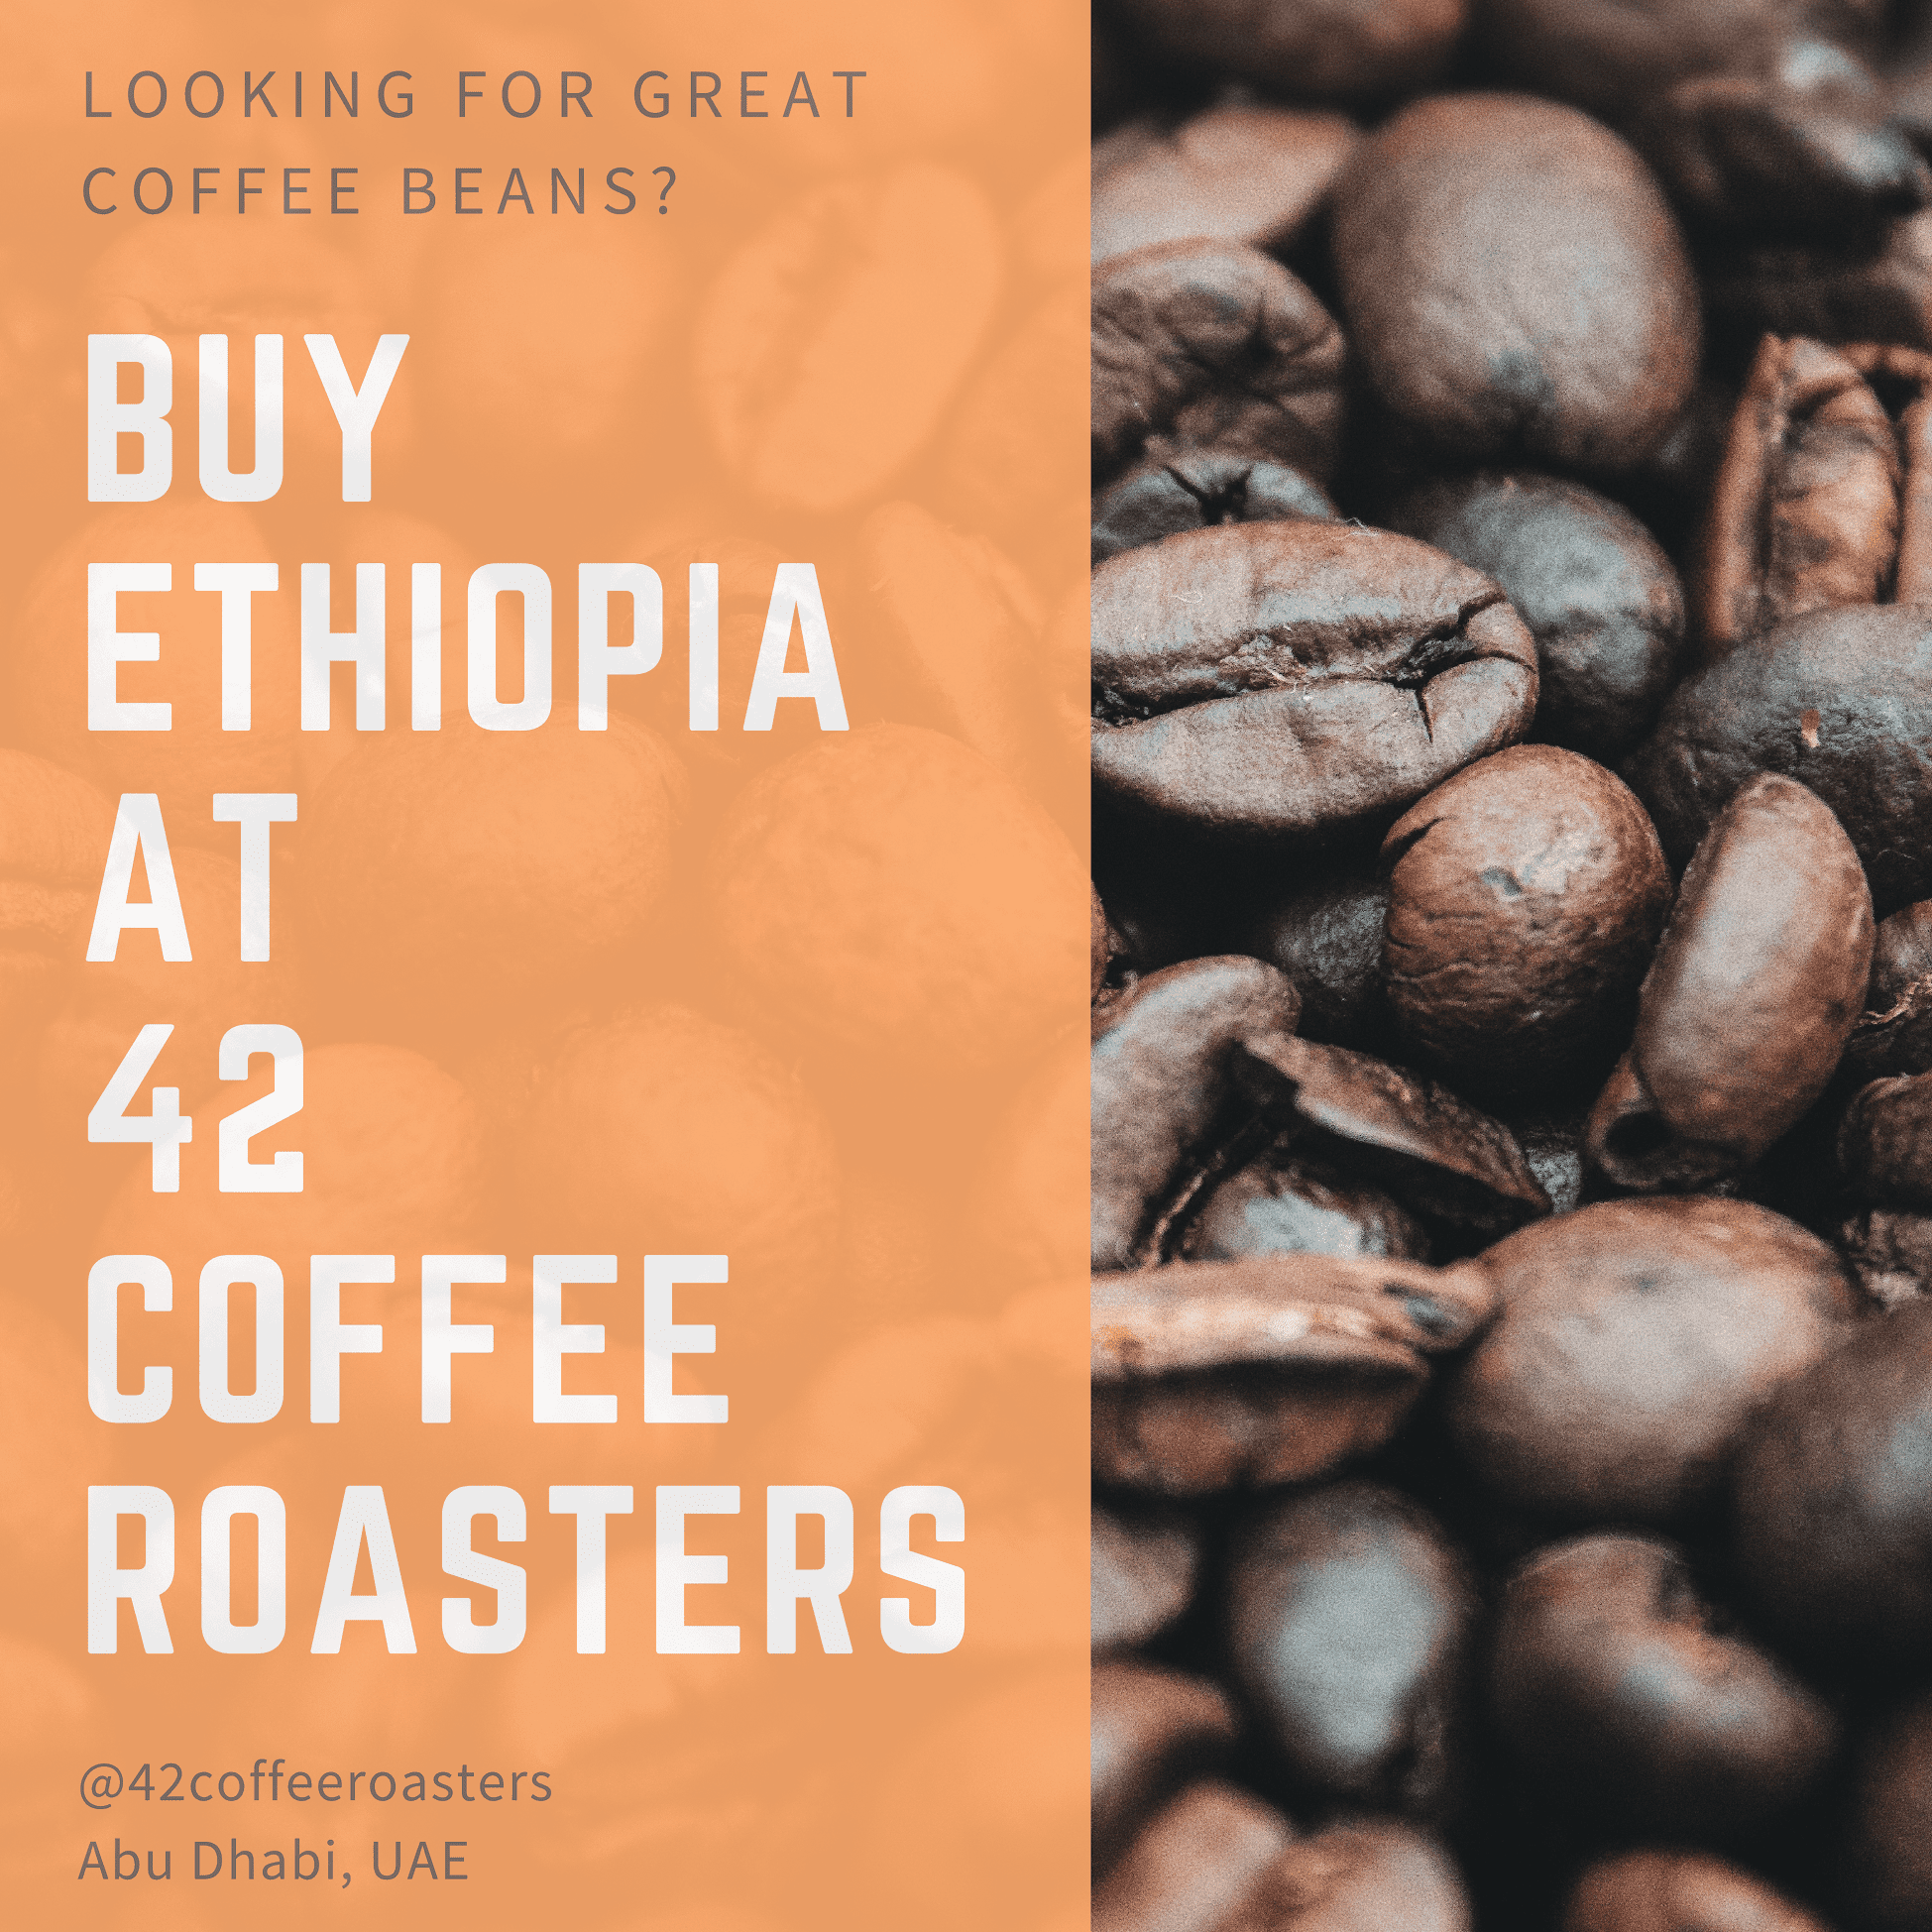 LOOKING FOR GREAT
COFFEE BEANS?
BUY
ETHIOPIA
AT
42
COFFEE
ROASTERS
@42coffeeroasters
Abu Dhabi, UAE